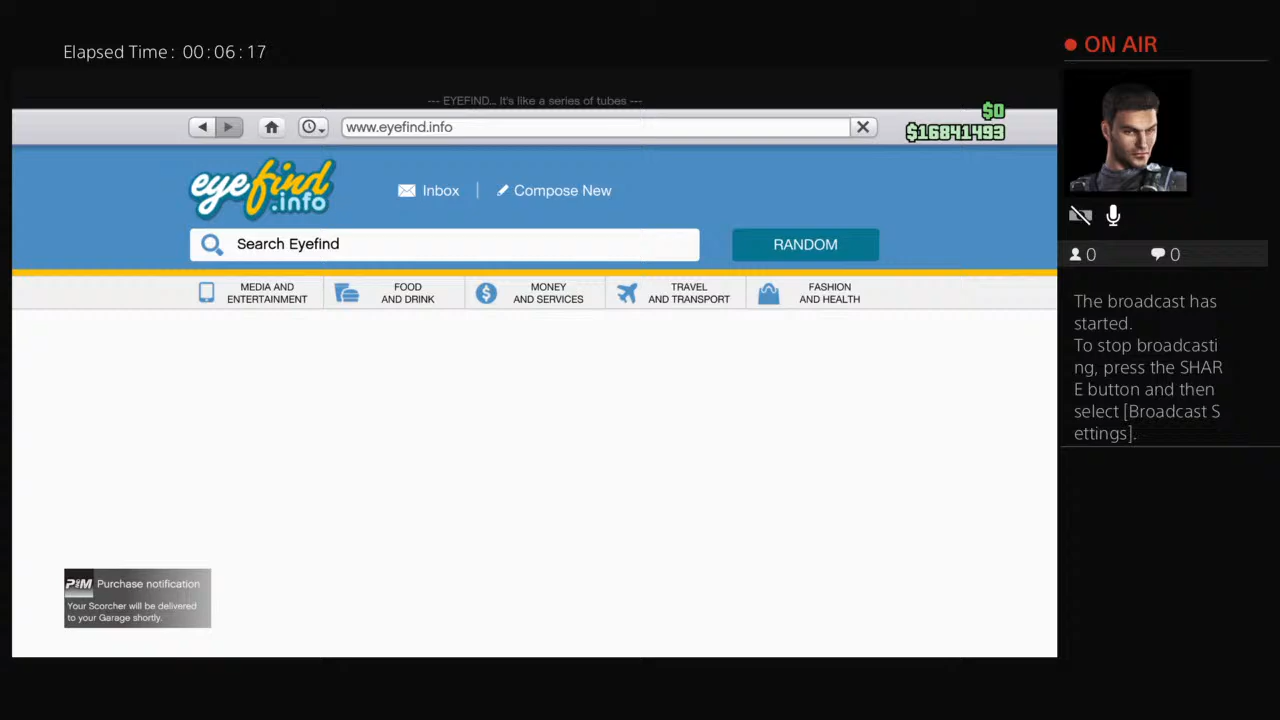 Elapsed Time: 00:06:17
ON AIR
--- EYEFIND... It's like a series of tubes ---
$0
www.eyefind.info
$16841493
eyefind
.info
Inbox
Compose New
Search Eyefind
RANDOM
0
0
MEDIA AND
ENTERTAINMENT
FOOD
AND DRINK
MONEY
AND SERVICES
TRAVEL
AND TRANSPORT
FASHION
AND HEALTH
The broadcast has
started.
To stop broadcasti
ng, press the SHAR
E button and then
select [Broadcast S
ettings].
Purchase notification
Your Scorcher will be delivered
to your Garage shortly.